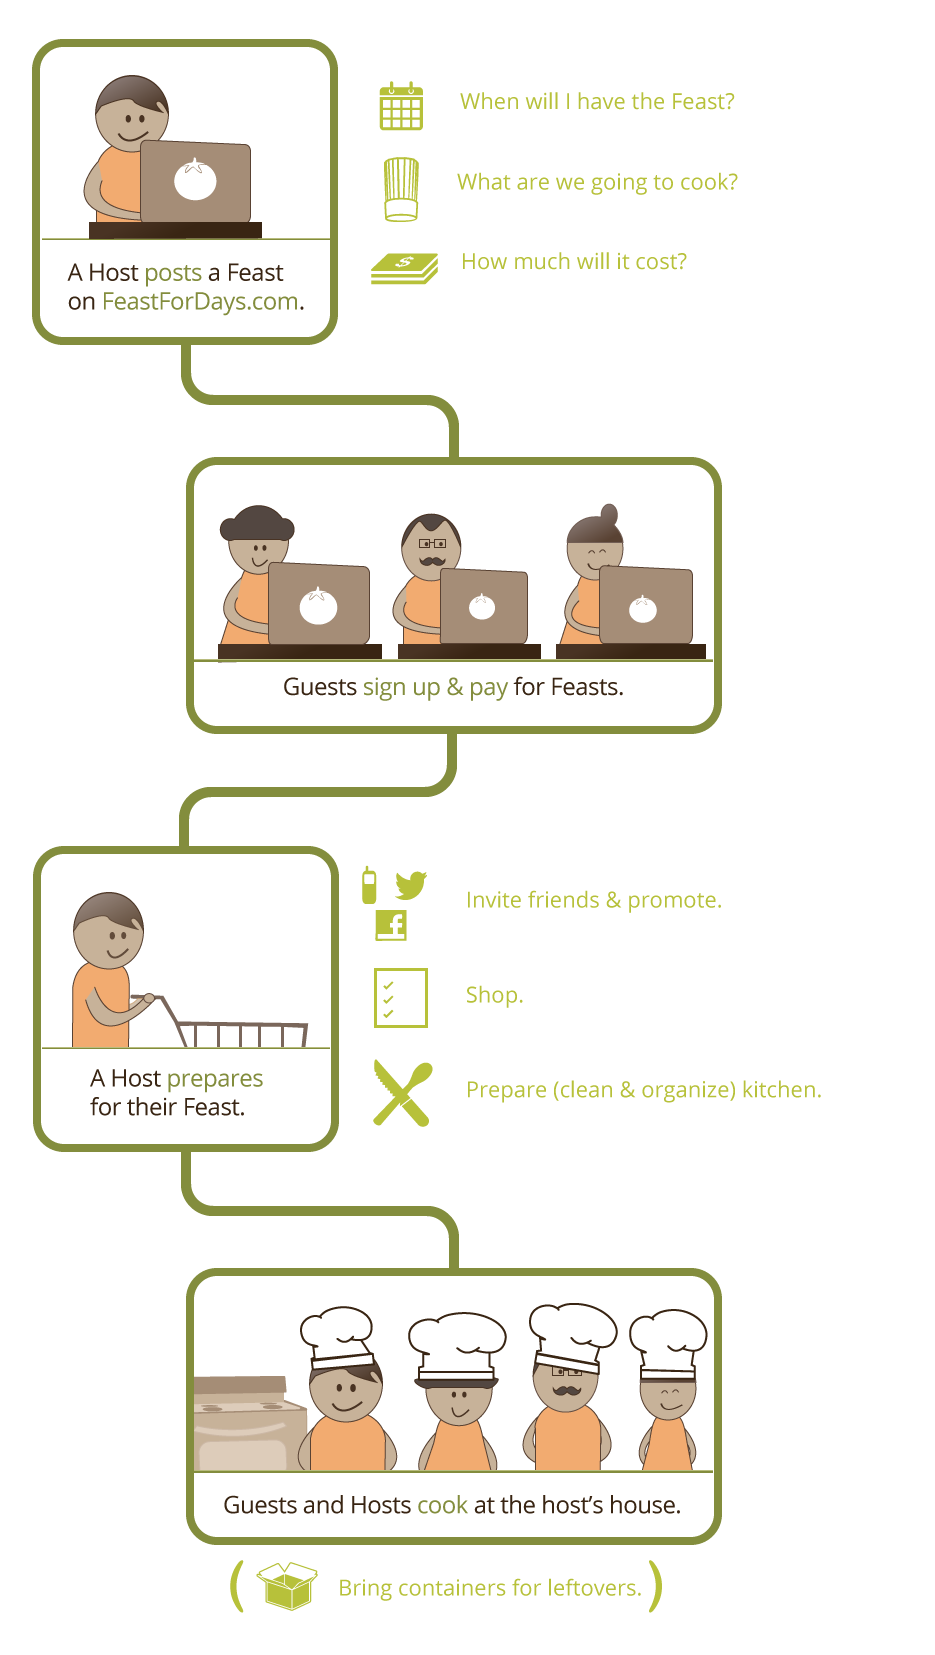 When will I have the Feast?
What are we going to cook?
$
How much will it cost?
A Host posts a Feast
on FeastForDays.com.
Guests sign up & pay for Feasts.
f
Invite friends & promote.
Shop.
Prepare (clean & organize) kitchen.
A Host prepares
for their Feast.
Guests and Hosts cook at the host's house.
( Bring containers for leftovers. )